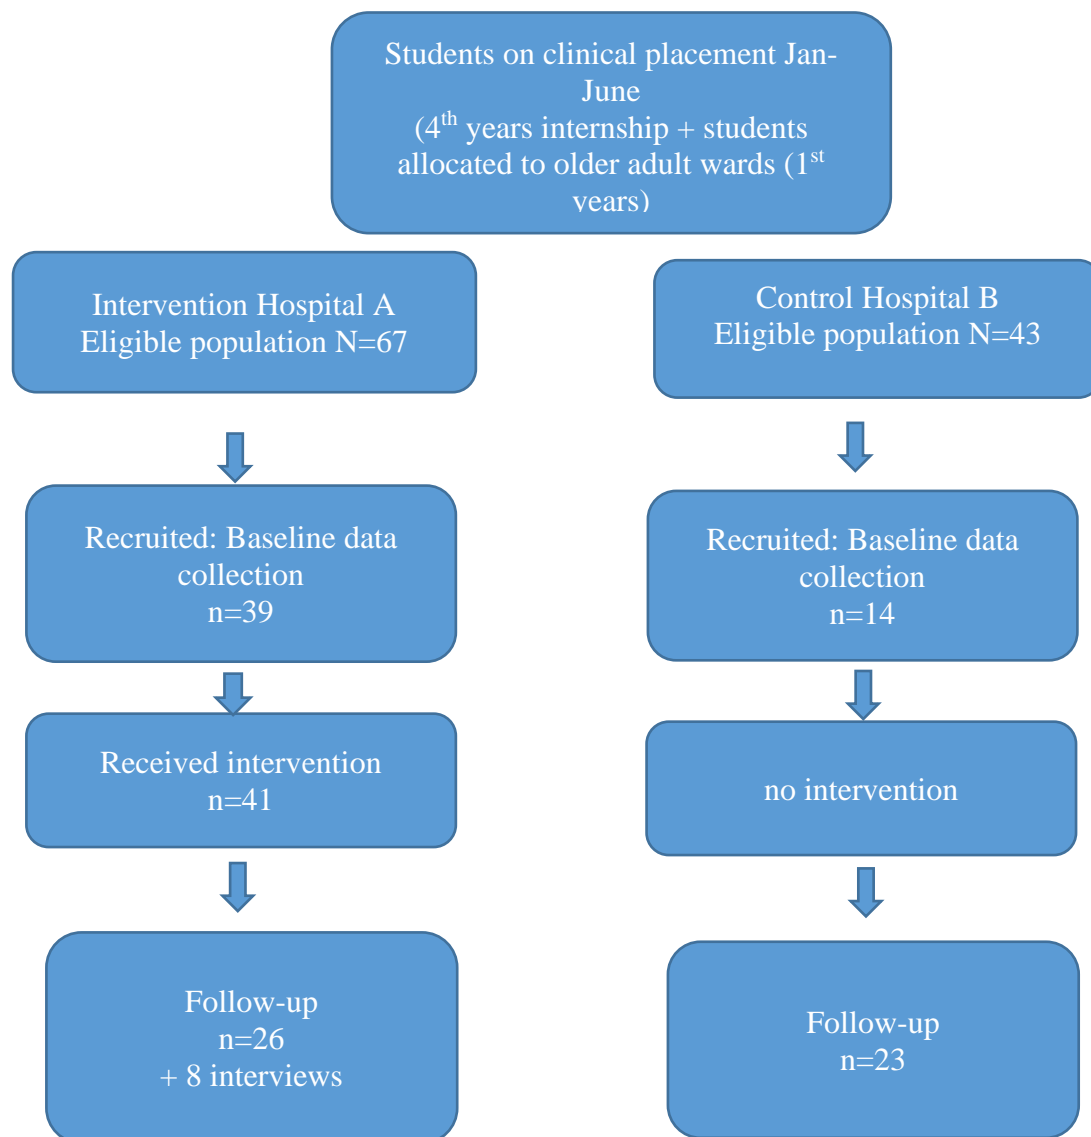 Students on clinical placement Jan-
June
(4th years internship + students
allocated to older adult wards (1st
years)
Intervention Hospital A
Eligible population N=67
Control Hospital B
Eligible population N=43
Recruited: Baseline data
collection
n=39
Recruited: Baseline data
collection
n=14
Received intervention
n=41
no intervention
Follow-up
n=26
+ 8 interviews
Follow-up
n=23